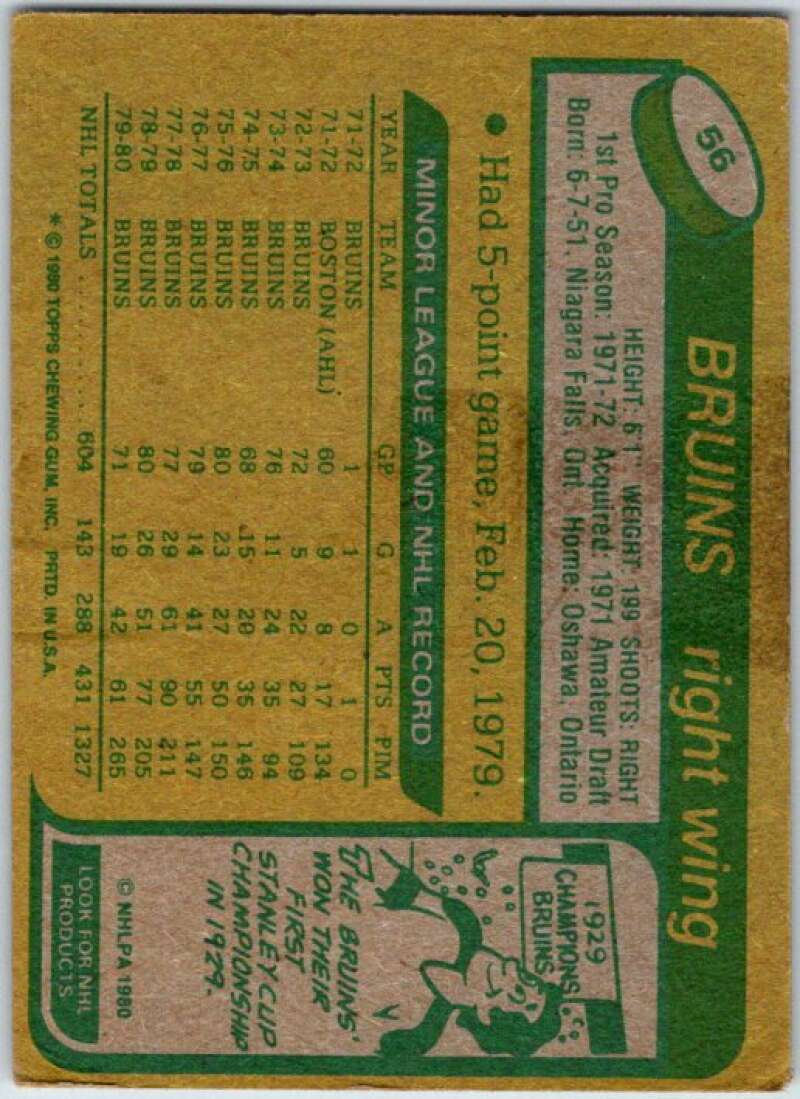 56
BRUINS right wing
HEIGHT: 6'1" WEIGHT: 199 SHOOTS: RIGHT
1st Pro Season: 1971-72 Acquired: 1971 Amateur Draft
Born: 6-7-51, Niagara Falls, Ont. Home: Oshawa, Ontario
● Had 5-point game, Feb. 20, 1979.
MINOR LEAGUE AND NHL RECORD
YEAR TEAM GP G A PTS PIM
71-72 BRUINS 1 1 0 1 0
71-72 BOSTON (AHL) 60 9 8 17 134
72-73 BRUINS 72 5 22 27 109
73-74 BRUINS 76 11 24 35 94
74-75 BRUINS 68 15 20 35 146
75-76 BRUINS 80 23 27 50 150
76-77 BRUINS 79 14 41 55 147
77-78 BRUINS 77 29 61 90 211
78-79 BRUINS 80 26 51 77 205
79-80 BRUINS 71 19 42 61 265
NHL TOTALS .......... 604 143 288 431 1327
* © 1980 TOPPS CHEWING GUM, INC. PRTD. IN U.S.A.
1929
CHAMPIONS
BRUINS
THE BRUINS'
WON THEIR
FIRST
STANLEY CUP
CHAMPIONSHIP
IN 1929.
© NHLPA 1980
LOOK FOR NHL
PRODUCTS